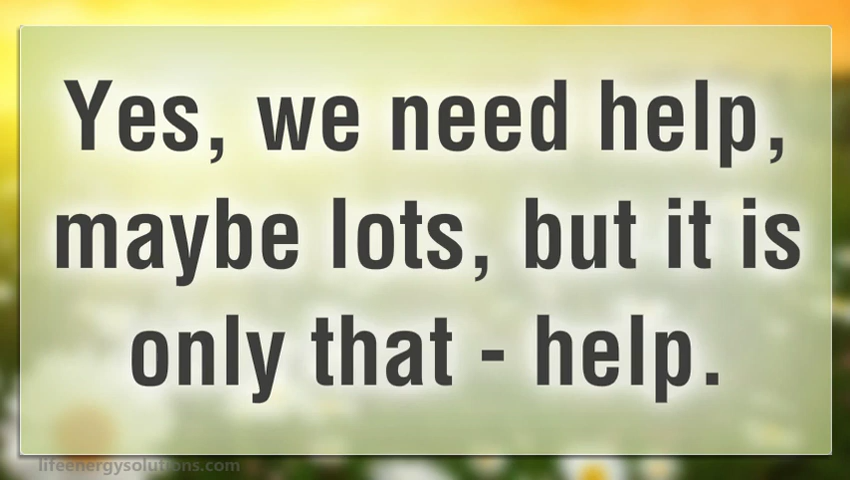 Yes, we need help,
maybe lots, but it is
only that - help.
lifeenergysolutions.com